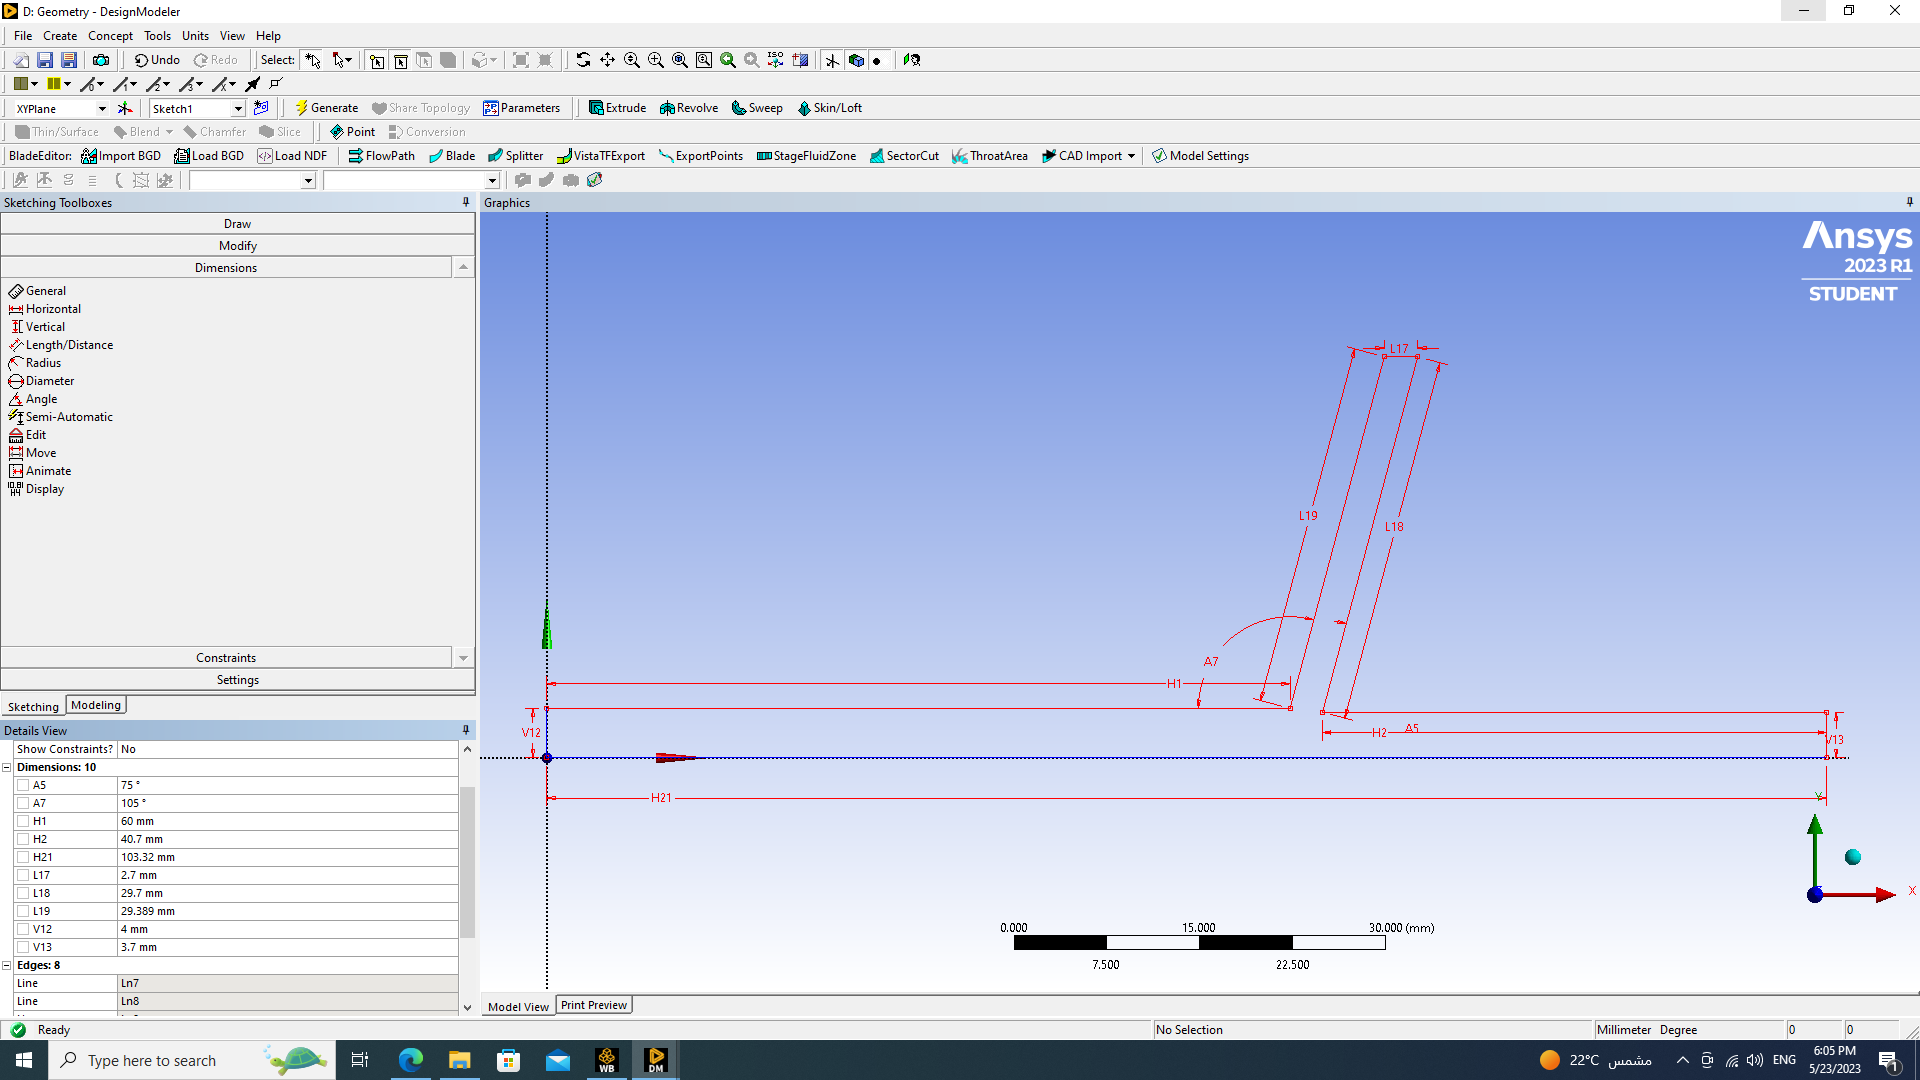 D: Geometry - DesignModeler
File Create Concept Tools Units View Help
Undo Redo Select: ISO
XYPlane Sketch1 Generate Share Topology Parameters Extrude Revolve Sweep Skin/Loft
Thin/Surface Blend Chamfer Slice Point Conversion
BladeEditor: Import BGD Load BGD Load NDF FlowPath Blade Splitter VistaTFExport ExportPoints StageFluidZone SectorCut ThroatArea CAD Import Model Settings
Sketching Toolboxes
Draw
Modify
Dimensions
General
Horizontal
Vertical
Length/Distance
Radius
Diameter
Angle
Semi-Automatic
Edit
Move
Animate
Display
Constraints
Settings
Sketching Modeling
Details View
Show Constraints? No
Dimensions: 10
A5 75 °
A7 105 °
H1 60 mm
H2 40.7 mm
H21 103.32 mm
L17 2.7 mm
L18 29.7 mm
L19 29.389 mm
V12 4 mm
V13 3.7 mm
Edges: 8
Line Ln7
Line Ln8
Graphics
Ansys
2023 R1
STUDENT
L17
L19
L18
A7
H1
V12
H2
A5
V13
H21
Y
X
0.000 15.000 30.000 (mm)
7.500 22.500
Model View Print Preview
Ready
No Selection
Millimeter Degree 0 0
Type here to search
WB
DM
22°C مشمس
ENG
6:05 PM
5/23/2023
1